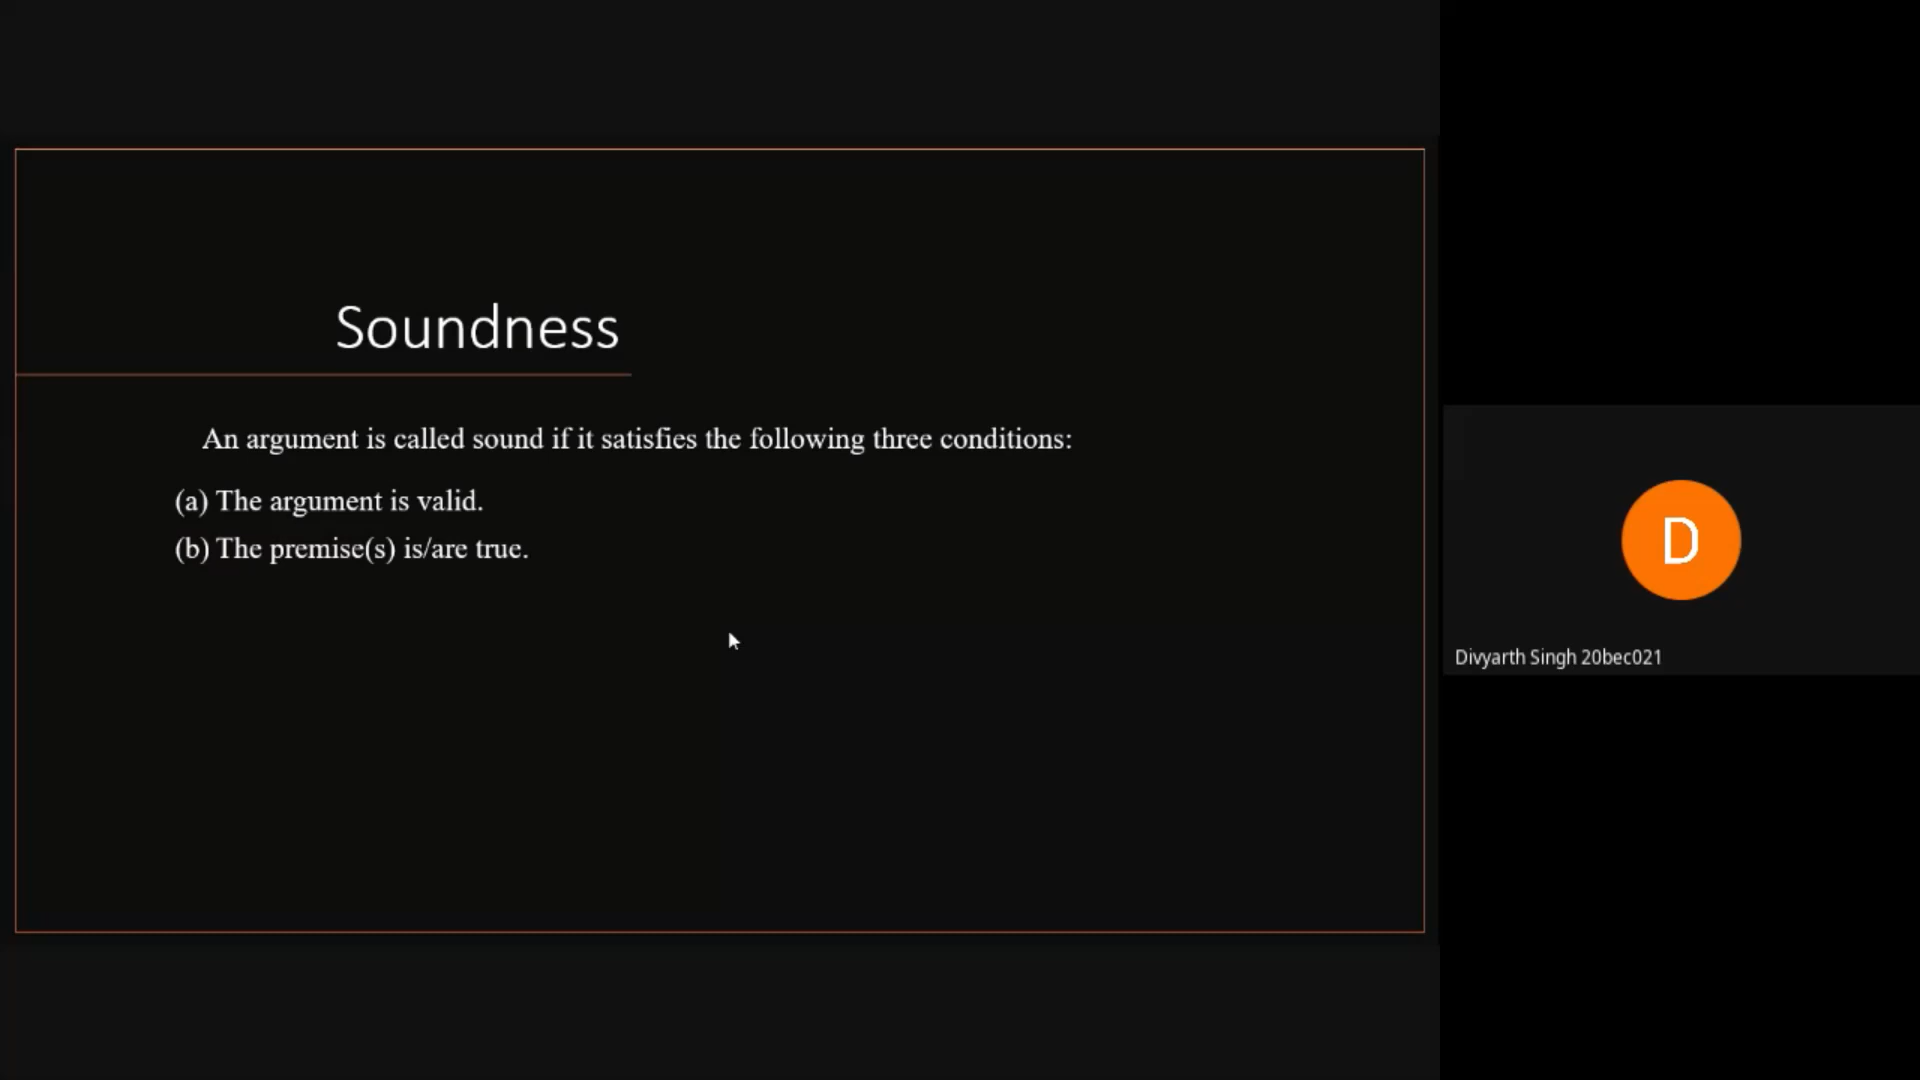 Soundness
An argument is called sound if it satisfies the following three conditions:
(a) The argument is valid.
(b) The premise(s) is/are true.
D
Divyarth Singh 20bec021